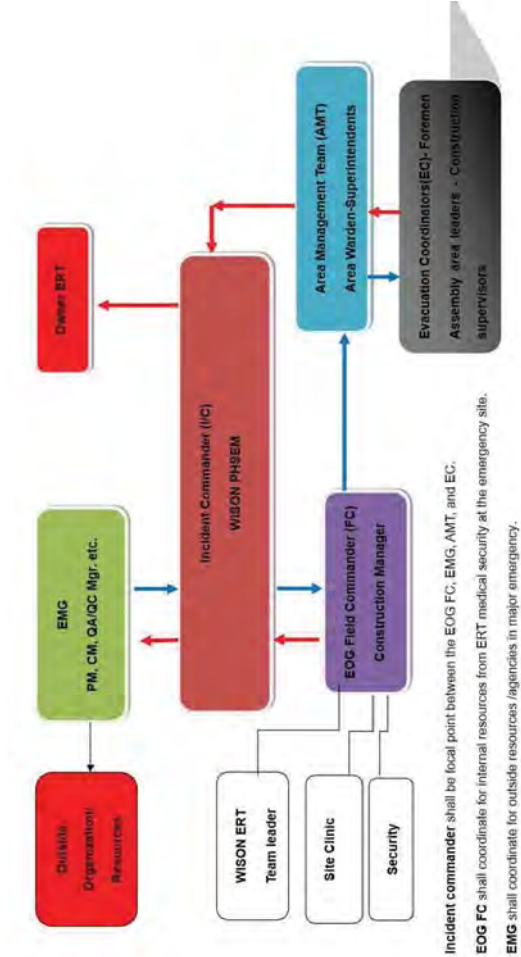 Outside
Organization/
Resources
EMG
PM, CM, QA/QC Mgr. etc.
Owner ERT
Incident Commander (I/C)
WISON PHSEM
WISON ERT
Team leader
Site Clinic
Security
EOG Field Commander (FC)
Construction Manager
Area Management Team (AMT)
Area Warden-Superintendents
Evacuation Coordinators(EC)- Foremen
Assembly area leaders - Construction
supervisors
Incident commander shall be focal point between the EOG FC, EMG, AMT, and EC.
EOG FC shall coordinate for internal resources from ERT medical security at the emergency site.
EMG shall coordinate for outside resources /agencies in major emergency.